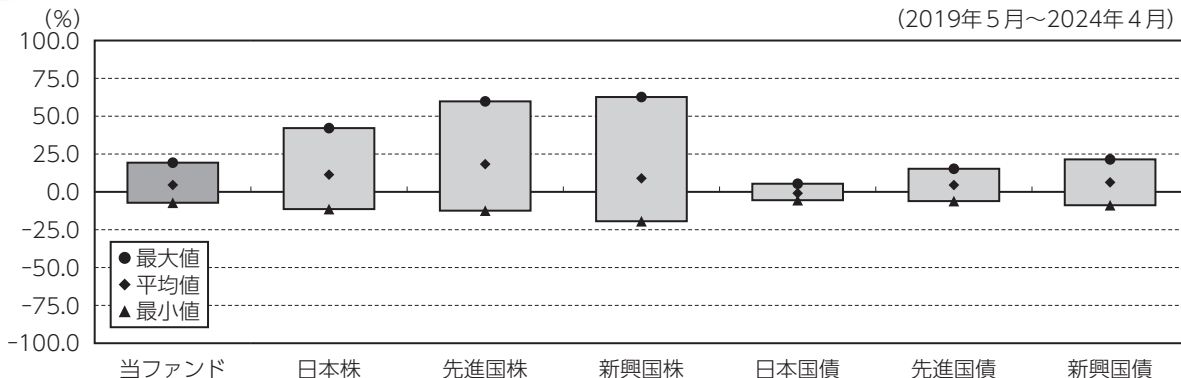 (%)
(2019年5月～2024年4月)
100.0
75.0
50.0
25.0
0.0
-25.0
-50.0
-75.0
-100.0
●最大値
◆平均値
▲最小値
当ファンド 日本株 先進国株 新興国株 日本国債 先進国債 新興国債